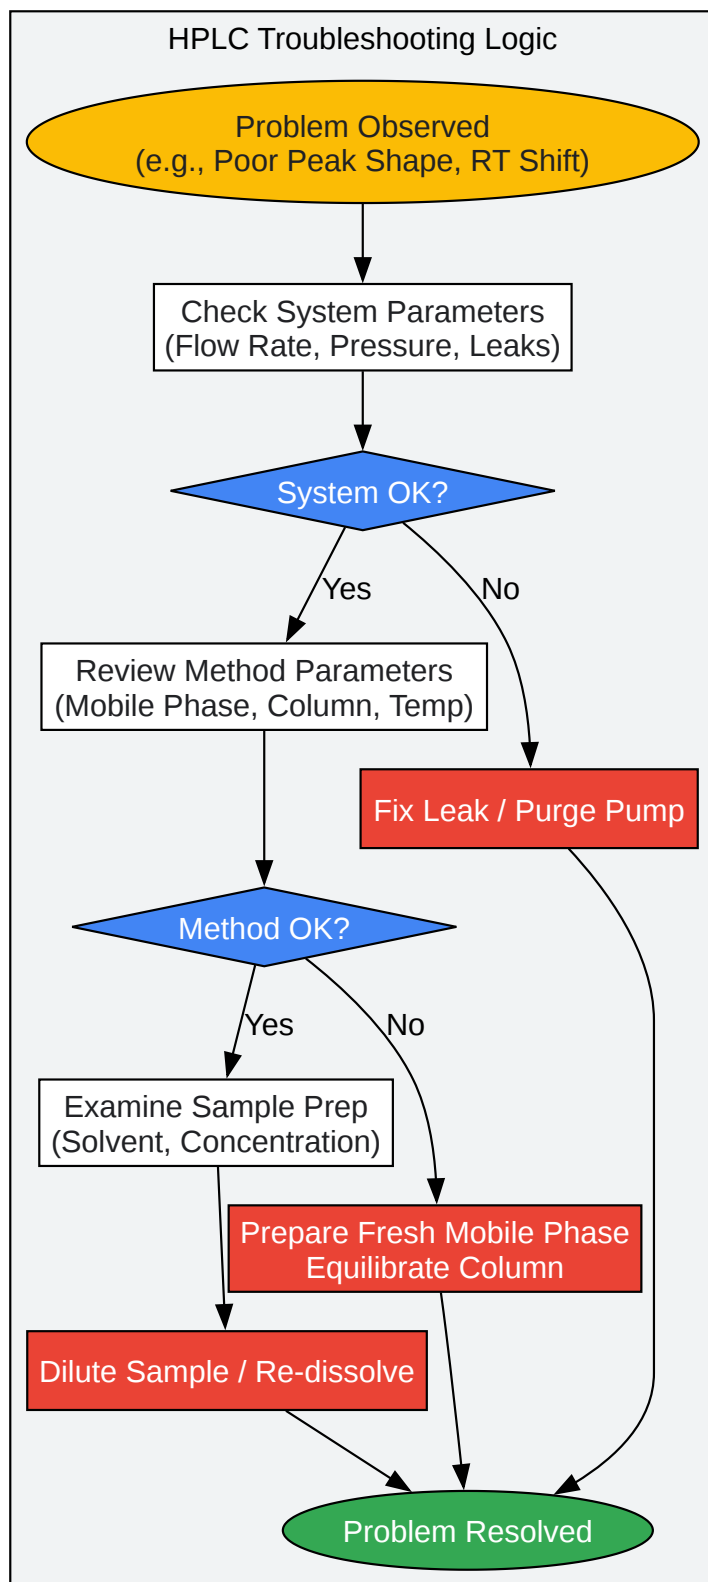 HPLC Troubleshooting Logic
Problem Observed
(e.g., Poor Peak Shape, RT Shift)
Check System Parameters
(Flow Rate, Pressure, Leaks)
System OK?
Yes
No
Review Method Parameters
(Mobile Phase, Column, Temp)
Fix Leak / Purge Pump
Method OK?
Yes
No
Examine Sample Prep
(Solvent, Concentration)
Prepare Fresh Mobile Phase
Equilibrate Column
Dilute Sample / Re-dissolve
Problem Resolved